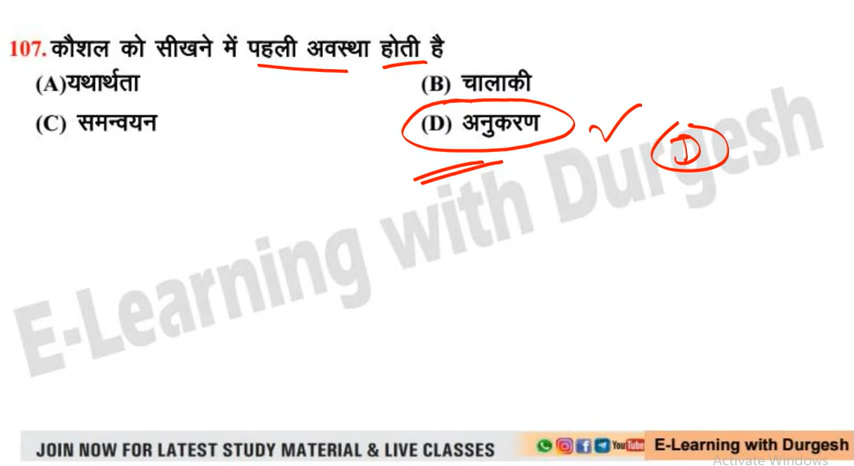 107. कौशल को सीखने में पहली अवस्था होती है
(A) यथार्थता (B) चालाकी
(C) समन्वयन (D) अनुकरण
D
E-Learning with Durgesh
JOIN NOW FOR LATEST STUDY MATERIAL & LIVE CLASSES YouTube E-Learning with Durgesh
Activate Windows